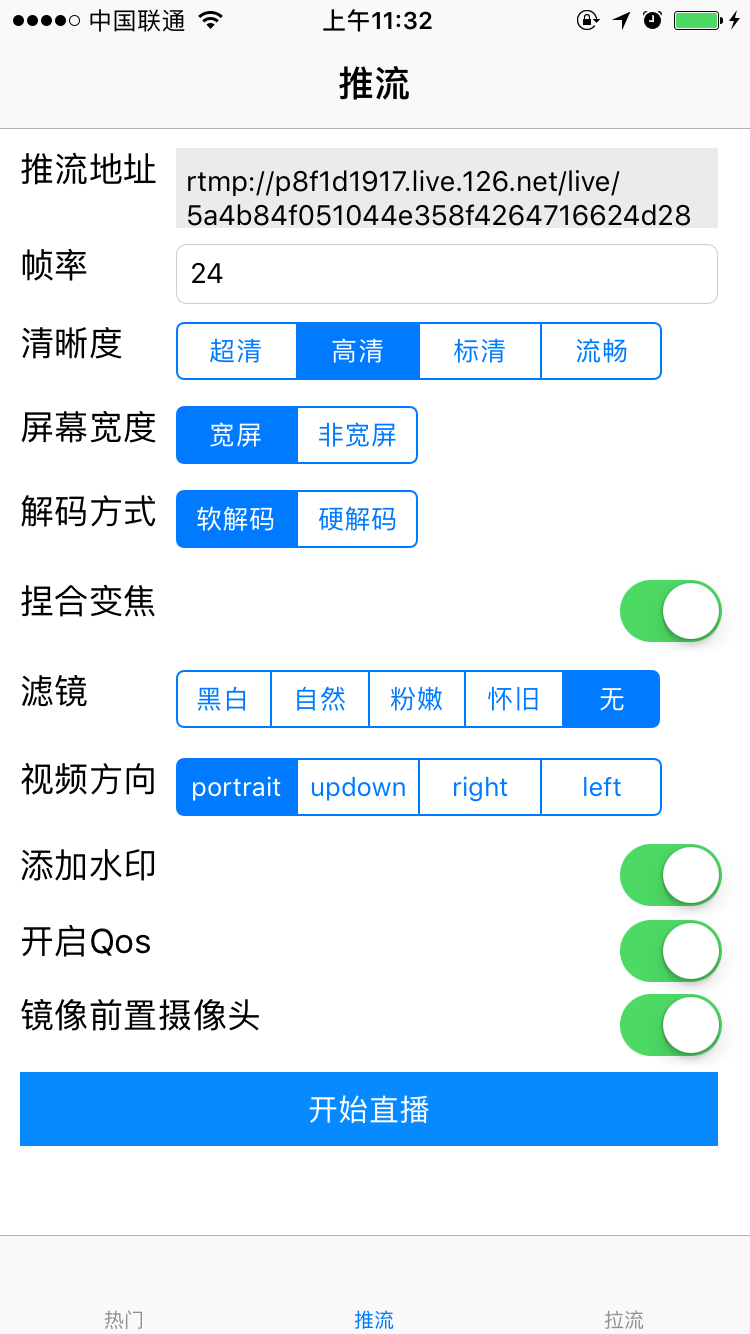 中国联通 上午11:32
推流
推流地址 rtmp://p8f1d1917.live.126.net/live/
5a4b84f051044e358f4264716624d28
帧率 24
清晰度 超清 高清 标清 流畅
屏幕宽度 宽屏 非宽屏
解码方式 软解码 硬解码
捏合变焦
滤镜 黑白 自然 粉嫩 怀旧 无
视频方向 portrait updown right left
添加水印
开启Qos
镜像前置摄像头
开始直播
热门 推流 拉流